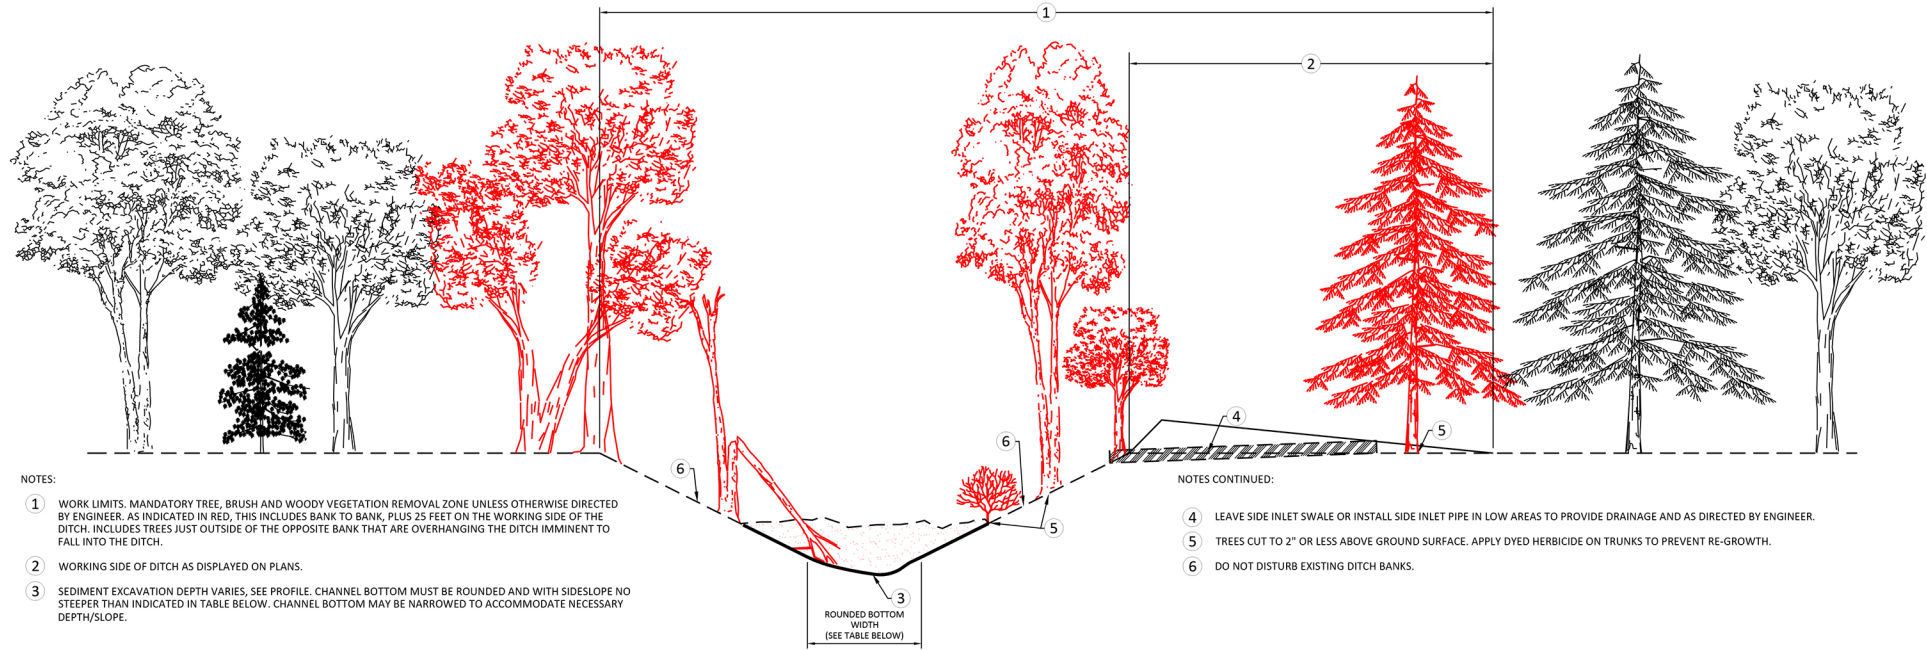 1
2
4
5
6
6
5
3
ROUNDED BOTTOM
WIDTH
(SEE TABLE BELOW)
NOTES:
1 WORK LIMITS. MANDATORY TREE, BRUSH AND WOODY VEGETATION REMOVAL ZONE UNLESS OTHERWISE DIRECTED
BY ENGINEER. AS INDICATED IN RED, THIS INCLUDES BANK TO BANK, PLUS 25 FEET ON THE WORKING SIDE OF THE
DITCH. INCLUDES TREES JUST OUTSIDE OF THE OPPOSITE BANK THAT ARE OVERHANGING THE DITCH IMMINENT TO
FALL INTO THE DITCH.
2 WORKING SIDE OF DITCH AS DISPLAYED ON PLANS.
3 SEDIMENT EXCAVATION DEPTH VARIES, SEE PROFILE. CHANNEL BOTTOM MUST BE ROUNDED AND WITH SIDESLOPE NO
STEEPER THAN INDICATED IN TABLE BELOW. CHANNEL BOTTOM MAY BE NARROWED TO ACCOMMODATE NECESSARY
DEPTH/SLOPE.
NOTES CONTINUED:
4 LEAVE SIDE INLET SWALE OR INSTALL SIDE INLET PIPE IN LOW AREAS TO PROVIDE DRAINAGE AND AS DIRECTED BY ENGINEER.
5 TREES CUT TO 2" OR LESS ABOVE GROUND SURFACE. APPLY DYED HERBICIDE ON TRUNKS TO PREVENT RE-GROWTH.
6 DO NOT DISTURB EXISTING DITCH BANKS.